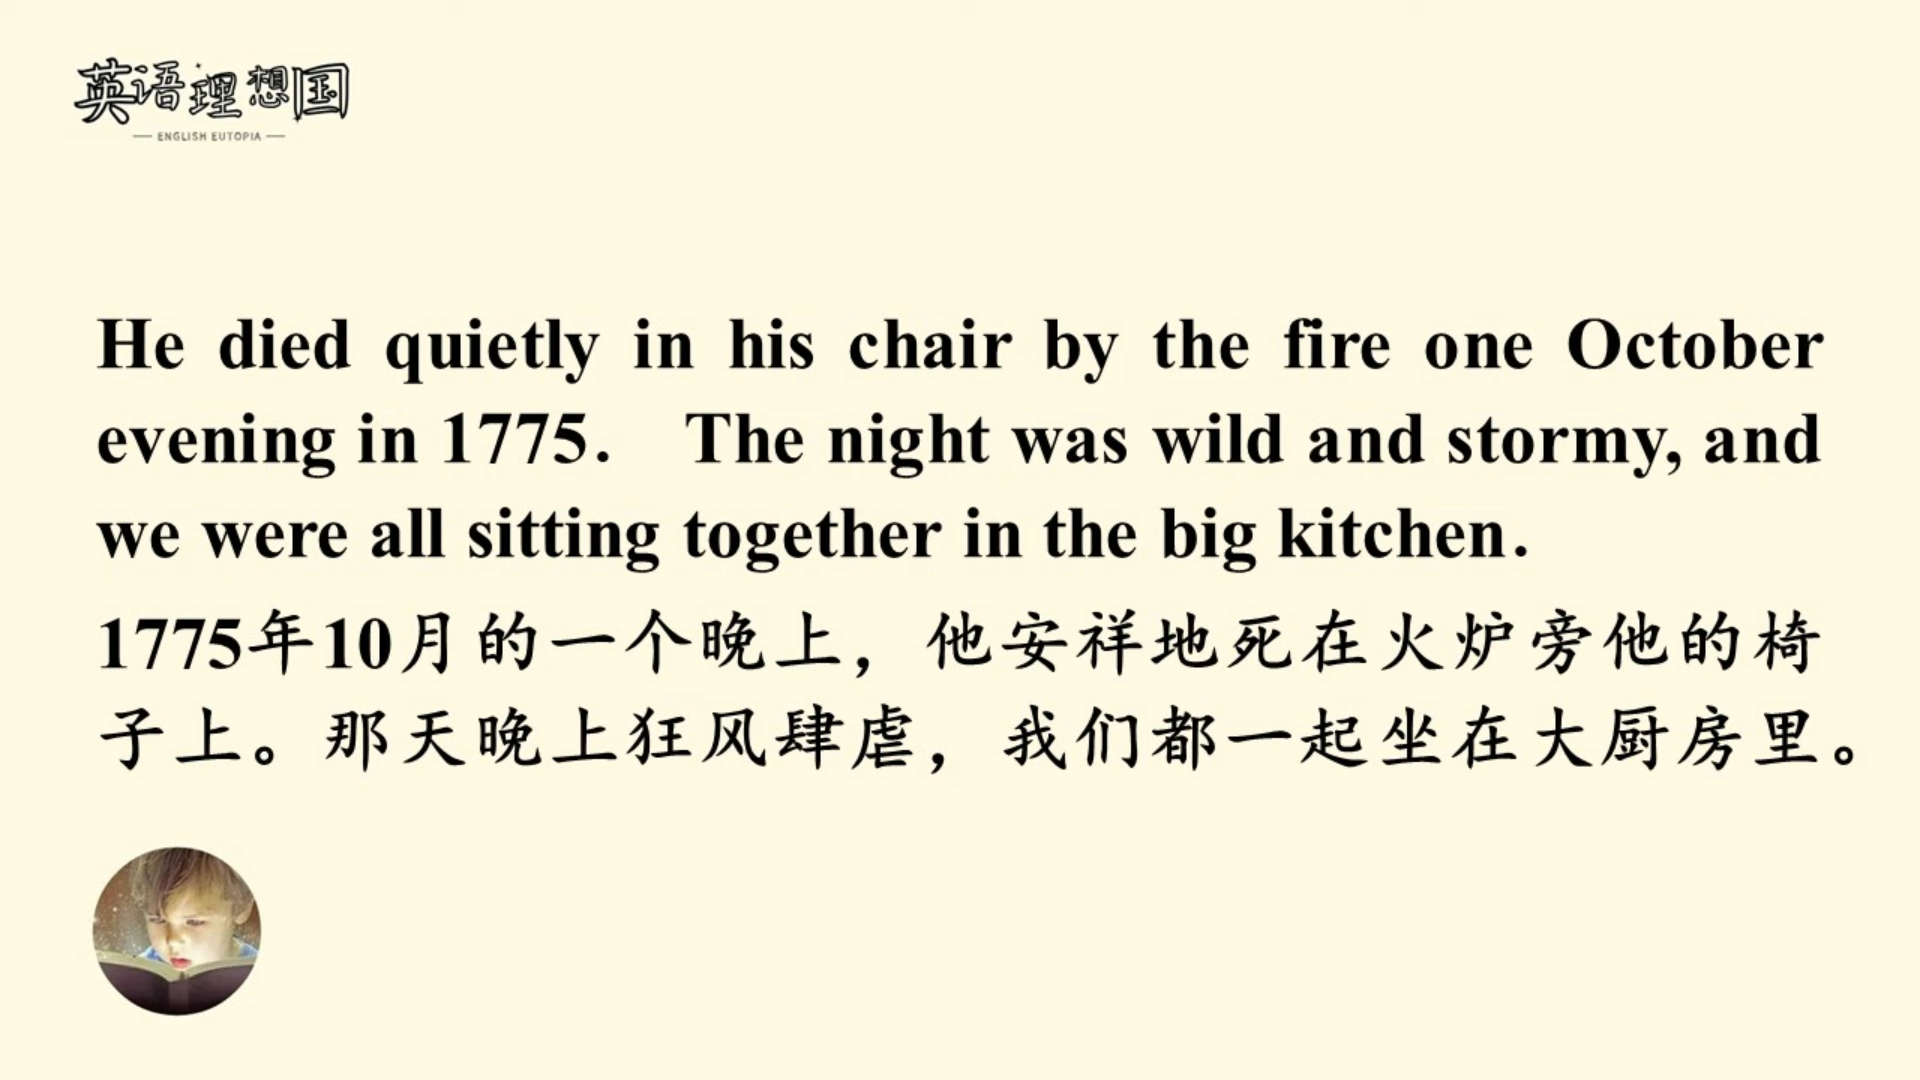 英语理想国
ENGLISH EUTOPIA
He died quietly in his chair by the fire one October
evening in 1775. The night was wild and stormy, and
we were all sitting together in the big kitchen.
1775年10月的一个晚上，他安祥地死在火炉旁他的椅
子上。那天晚上狂风肆虐，我们都一起坐在大厨房里。